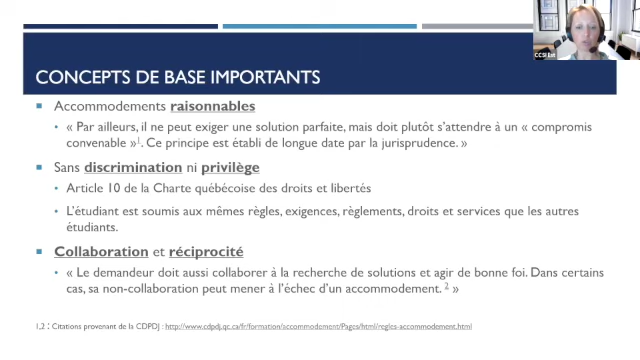 CCSI Est
CONCEPTS DE BASE IMPORTANTS
Accommodements raisonnables
« Par ailleurs, il ne peut exiger une solution parfaite, mais doit plutôt s'attendre à un « compromis
convenable »1. Ce principe est établi de longue date par la jurisprudence. »
Sans discrimination ni privilège
Article 10 de la Charte québécoise des droits et libertés
L'étudiant est soumis aux mêmes règles, exigences, règlements, droits et services que les autres
étudiants.
Collaboration et réciprocité
« Le demandeur doit aussi collaborer à la recherche de solutions et agir de bonne foi. Dans certains
cas, sa non-collaboration peut mener à l'échec d'un accommodement. 2 »
1,2 : Citations provenant de la CDPDJ : http://www.cdpdj.qc.ca/fr/formation/accommodement/Pages/html/regles-accommodement.html